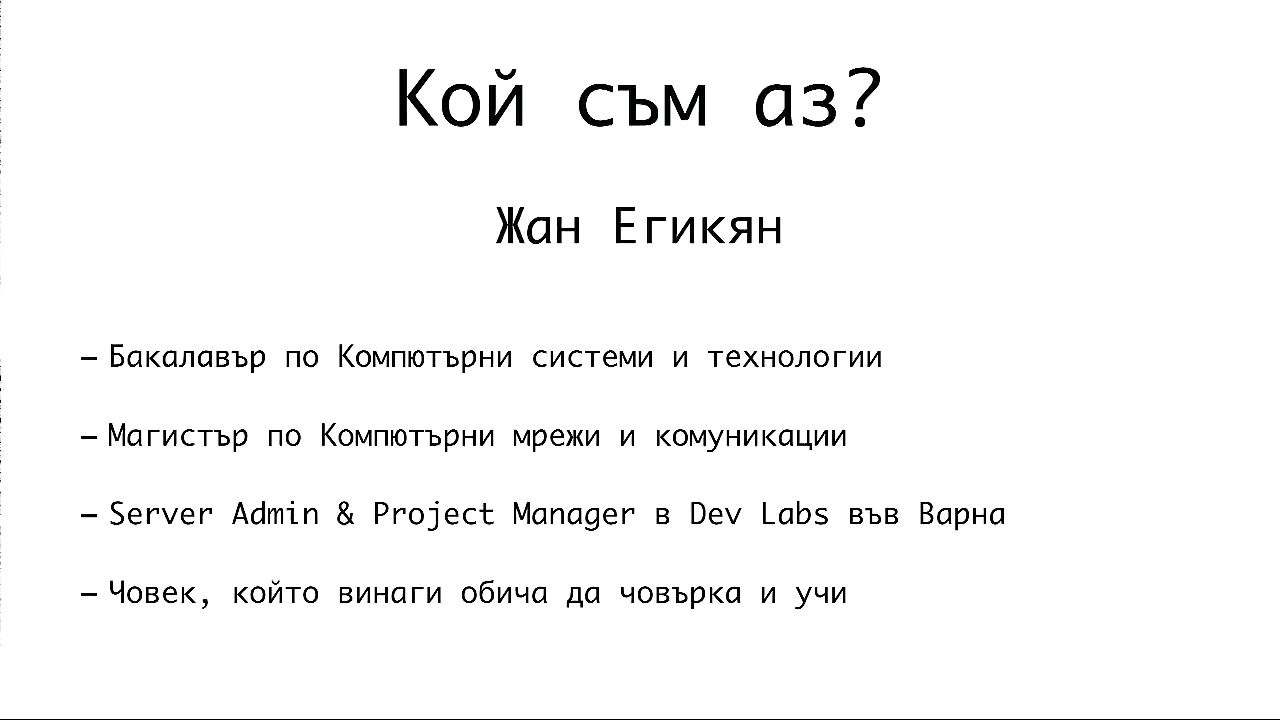 Кой съм аз?
Жан Егикян
– Бакалавър по Компютърни системи и технологии
– Магистър по Компютърни мрежи и комуникации
– Server Admin & Project Manager в Dev Labs във Варна
– Човек, който винаги обича да човърка и учи